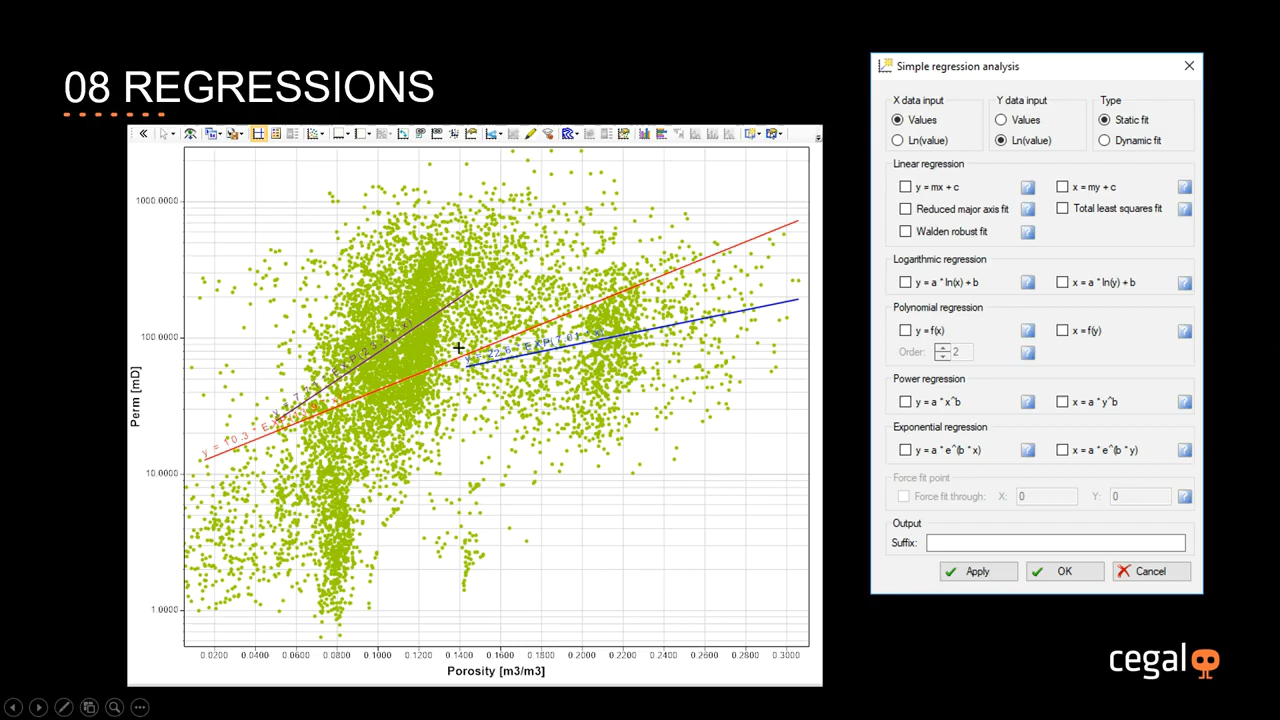 08 REGRESSIONS
Simple regression analysis
X data input
Y data input
Type
Values
Values
Static fit
Ln(value)
Ln(value)
Dynamic fit
Linear regression
y = mx + c
x = my + c
Reduced major axis fit
Total least squares fit
Walden robust fit
Logarithmic regression
y = a * ln(x) + b
x = a * ln(y) + b
Polynomial regression
y = f(x)
x = f(y)
Order: 2
Power regression
y = a * x^b
x = a * y^b
Exponential regression
y = a * e^(b * x)
x = a * e^(b * y)
Force fit point
Force fit through: X: 0 Y: 0
Output
Suffix:
Apply
OK
Cancel
1000.0000
100.0000
10.0000
1.0000
Perm [mD]
0.0200 0.0400 0.0600 0.0800 0.1000 0.1200 0.1400 0.1600 0.1800 0.2000 0.2200 0.2400 0.2600 0.2800 0.3000
Porosity [m3/m3]
cegal